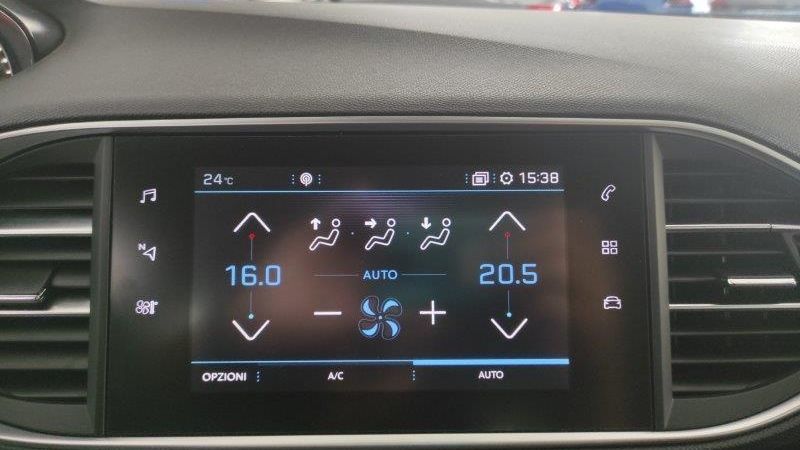 24°C 15:38
N
16.0 AUTO 20.5
OPZIONI A/C AUTO